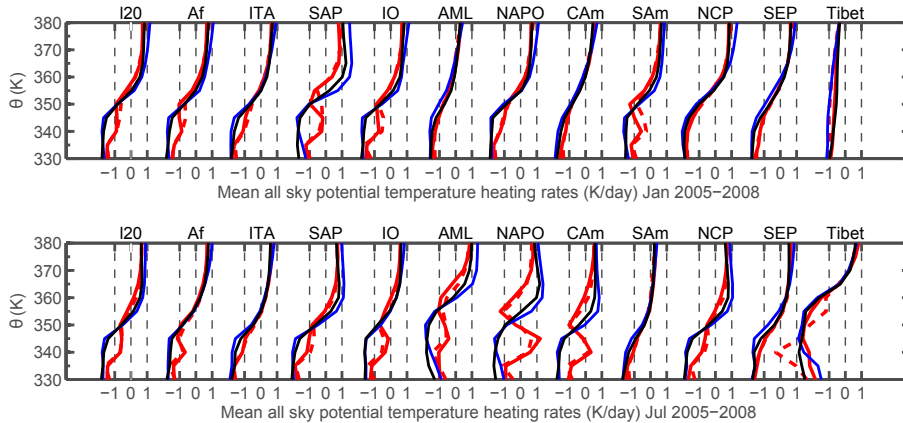 I20 Af ITA SAP IO AML NAPO CAm SAm NCP SEP Tibet
380
370
360
350
340
330
θ (K)
−1 0 1 −1 0 1 −1 0 1 −1 0 1 −1 0 1 −1 0 1 −1 0 1 −1 0 1 −1 0 1 −1 0 1 −1 0 1 −1 0 1
Mean all sky potential temperature heating rates (K/day) Jan 2005−2008
I20 Af ITA SAP IO AML NAPO CAm SAm NCP SEP Tibet
380
370
360
350
340
330
θ (K)
−1 0 1 −1 0 1 −1 0 1 −1 0 1 −1 0 1 −1 0 1 −1 0 1 −1 0 1 −1 0 1 −1 0 1 −1 0 1 −1 0 1
Mean all sky potential temperature heating rates (K/day) Jul 2005−2008